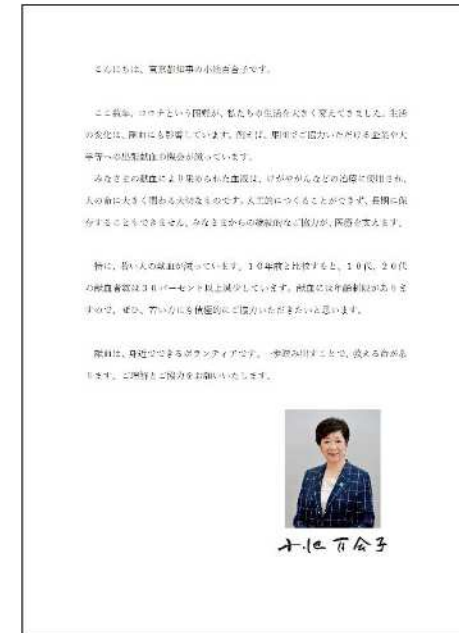 こんにちは、東京都知事の小池百合子です。
ここ数年、コロナという困難が、私たちの生活を大きく変えてきました。生活
の変化は、献血にも影響しています。例えば、集団でご協力いただける企業や大
学等への出張献血の機会が減っています。
みなさまの献血により集められた血液は、けがやがんなどの治療に使用され、
人の命に大きく関わる大切なものです。人工的につくることができず、長期に保
存することもできません。みなさまからの継続的なご協力が、医療を支えます。
特に、若い人の献血が減っています。10年前と比較すると、10代、20代
の献血者数は30パーセント以上減少しています。献血には年齢制限がありま
すので、ぜひ、若い方にも積極的にご協力いただきたいと思います。
献血は、身近でできるボランティアです。一歩踏み出すことで、救える命があ
ります。ご理解とご協力をお願いいたします。
小池百合子